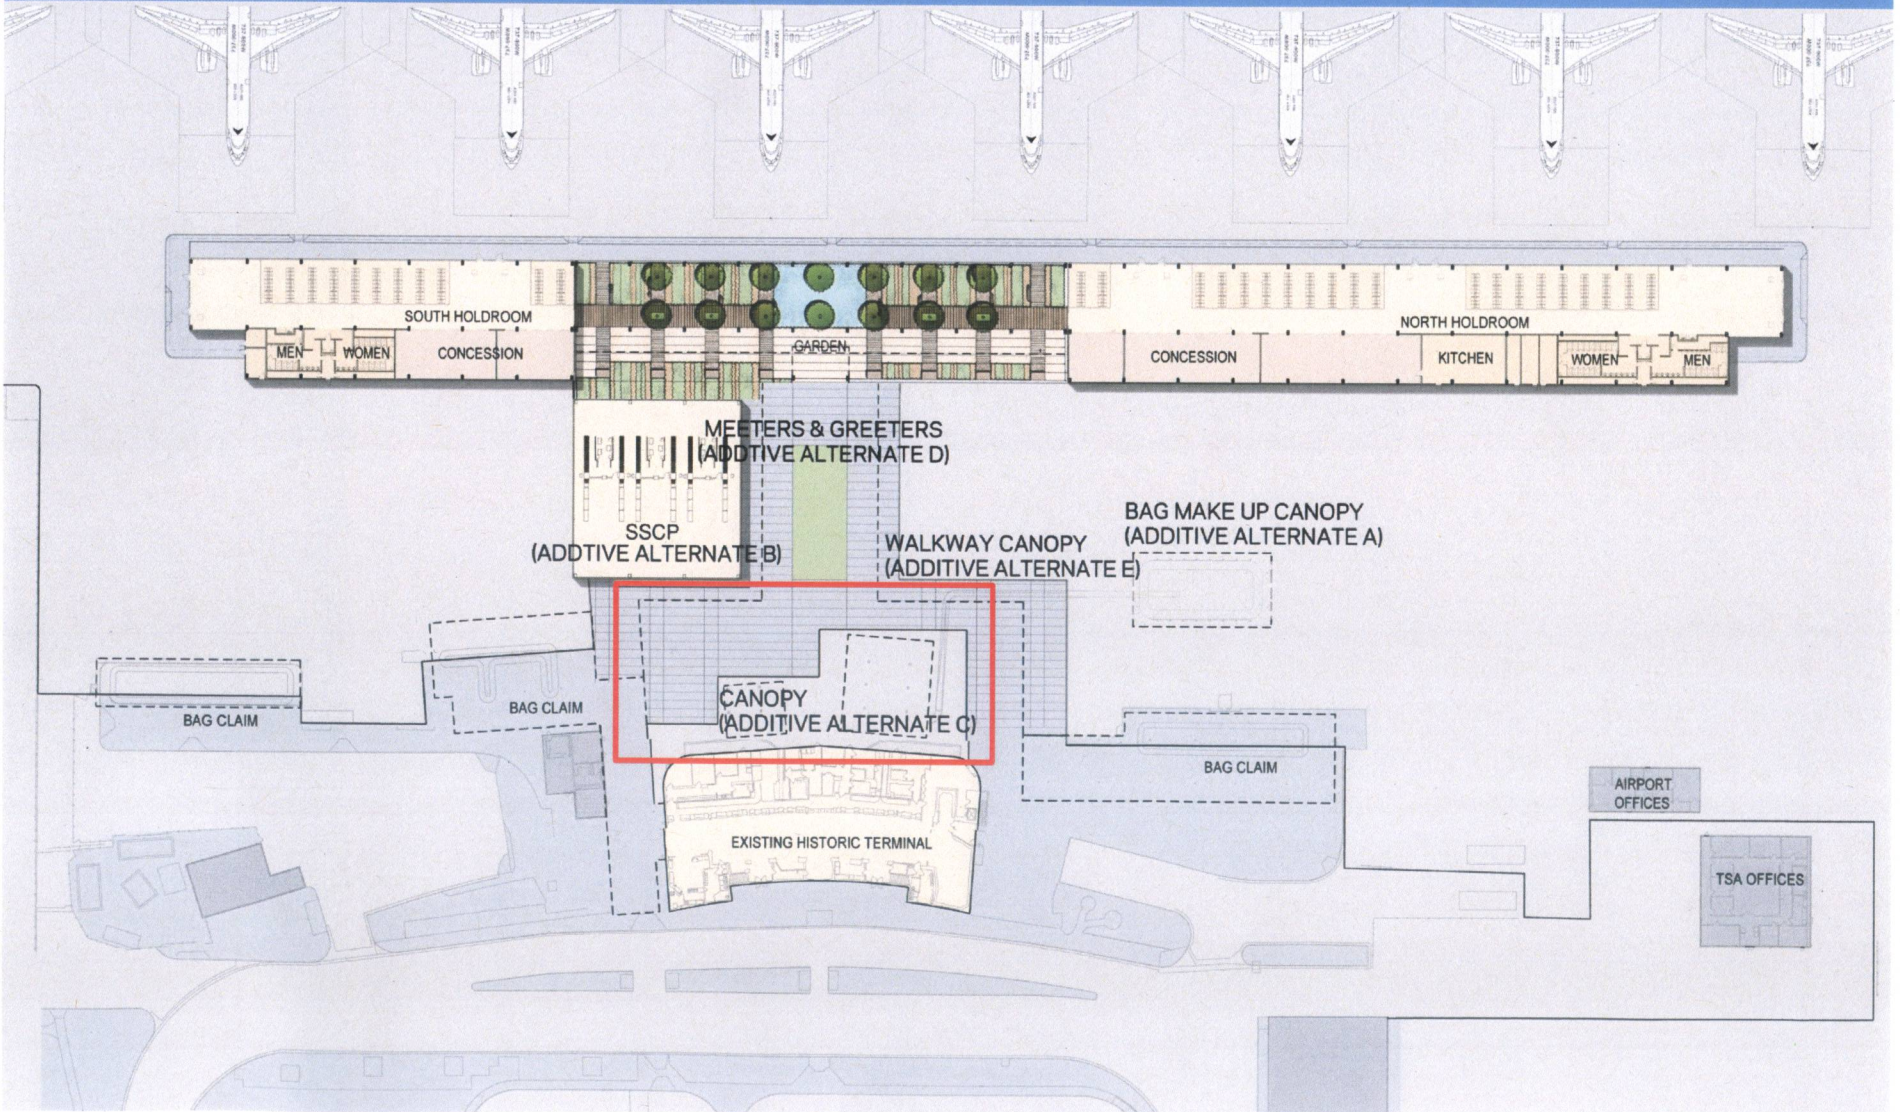 SOUTH HOLDROOM
NORTH HOLDROOM
MEN
WOMEN
CONCESSION
GARDEN
CONCESSION
KITCHEN
WOMEN
MEN
MEETERS & GREETERS
(ADDTIVE ALTERNATE D)
SSCP
(ADDTIVE ALTERNATE B)
WALKWAY CANOPY
(ADDITIVE ALTERNATE E)
BAG MAKE UP CANOPY
(ADDITIVE ALTERNATE A)
CANOPY
(ADDITIVE ALTERNATE C)
BAG CLAIM
BAG CLAIM
BAG CLAIM
AIRPORT
OFFICES
EXISTING HISTORIC TERMINAL
TSA OFFICES